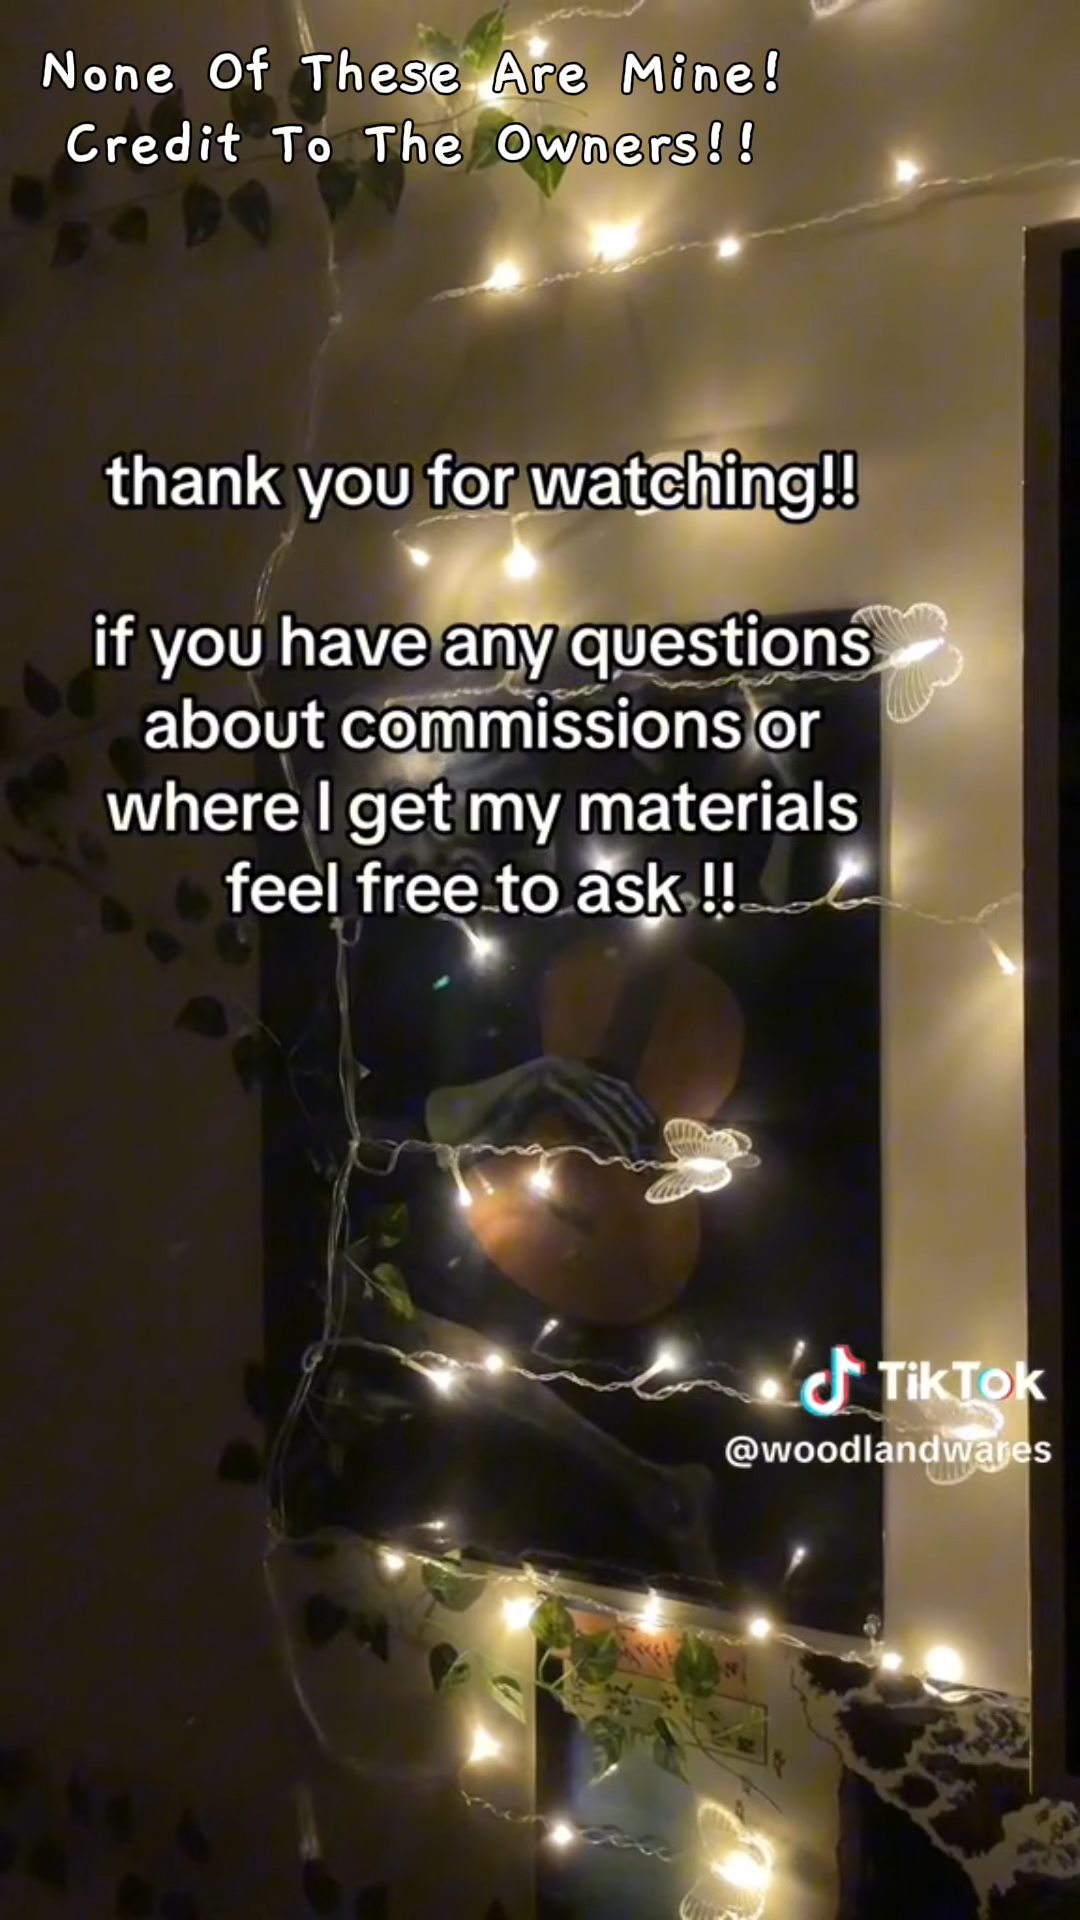 None Of These Are Mine!
Credit To The Owners!!
thank you for watching!!
if you have any questions
about commissions or
where I get my materials
feel free to ask !!
TikTok
@woodlandwares